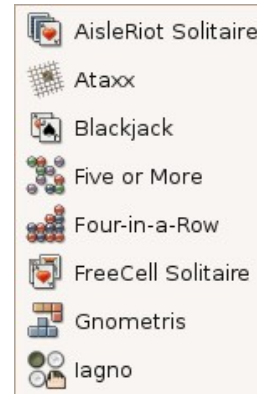 AisleRiot Solitaire
Ataxx
Blackjack
Five or More
Four-in-a-Row
FreeCell Solitaire
Gnometris
Iagno